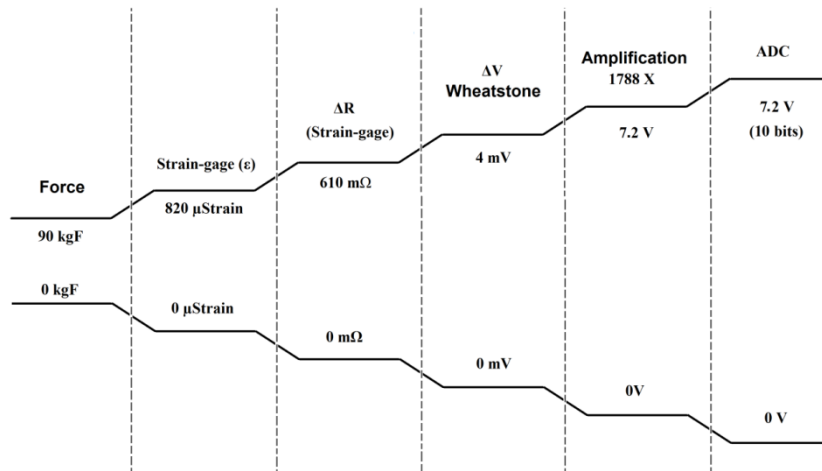 Force
90 kgF
0 kgF
Strain-gage (ε)
820 µStrain
0 µStrain
ΔR
(Strain-gage)
610 mΩ
0 mΩ
ΔV
Wheatstone
4 mV
0 mV
Amplification
1788 X
7.2 V
0V
ADC
7.2 V
(10 bits)
0 V